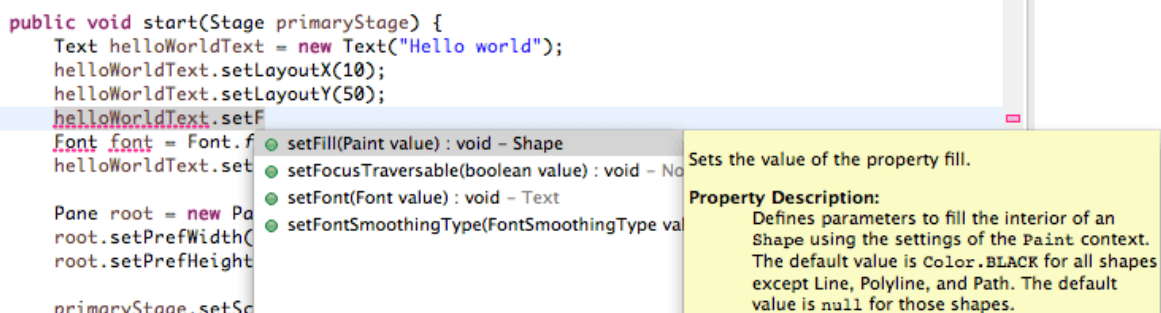 public void start(Stage primaryStage) {
Text helloWorldText = new Text("Hello world");
helloWorldText.setLayoutX(10);
helloWorldText.setLayoutY(50);
helloWorldText.setF
Font font = Font.f
helloWorldText.set
Pane root = new Pa
root.setPrefWidth(
root.setPrefHeight
primaryStage.setSc
setFill(Paint value) : void – Shape
setFocusTraversable(boolean value) : void – No
setFont(Font value) : void – Text
setFontSmoothingType(FontSmoothingType val
Sets the value of the property fill.
Property Description:
Defines parameters to fill the interior of an
Shape using the settings of the Paint context.
The default value is Color.BLACK for all shapes
except Line, Polyline, and Path. The default
value is null for those shapes.